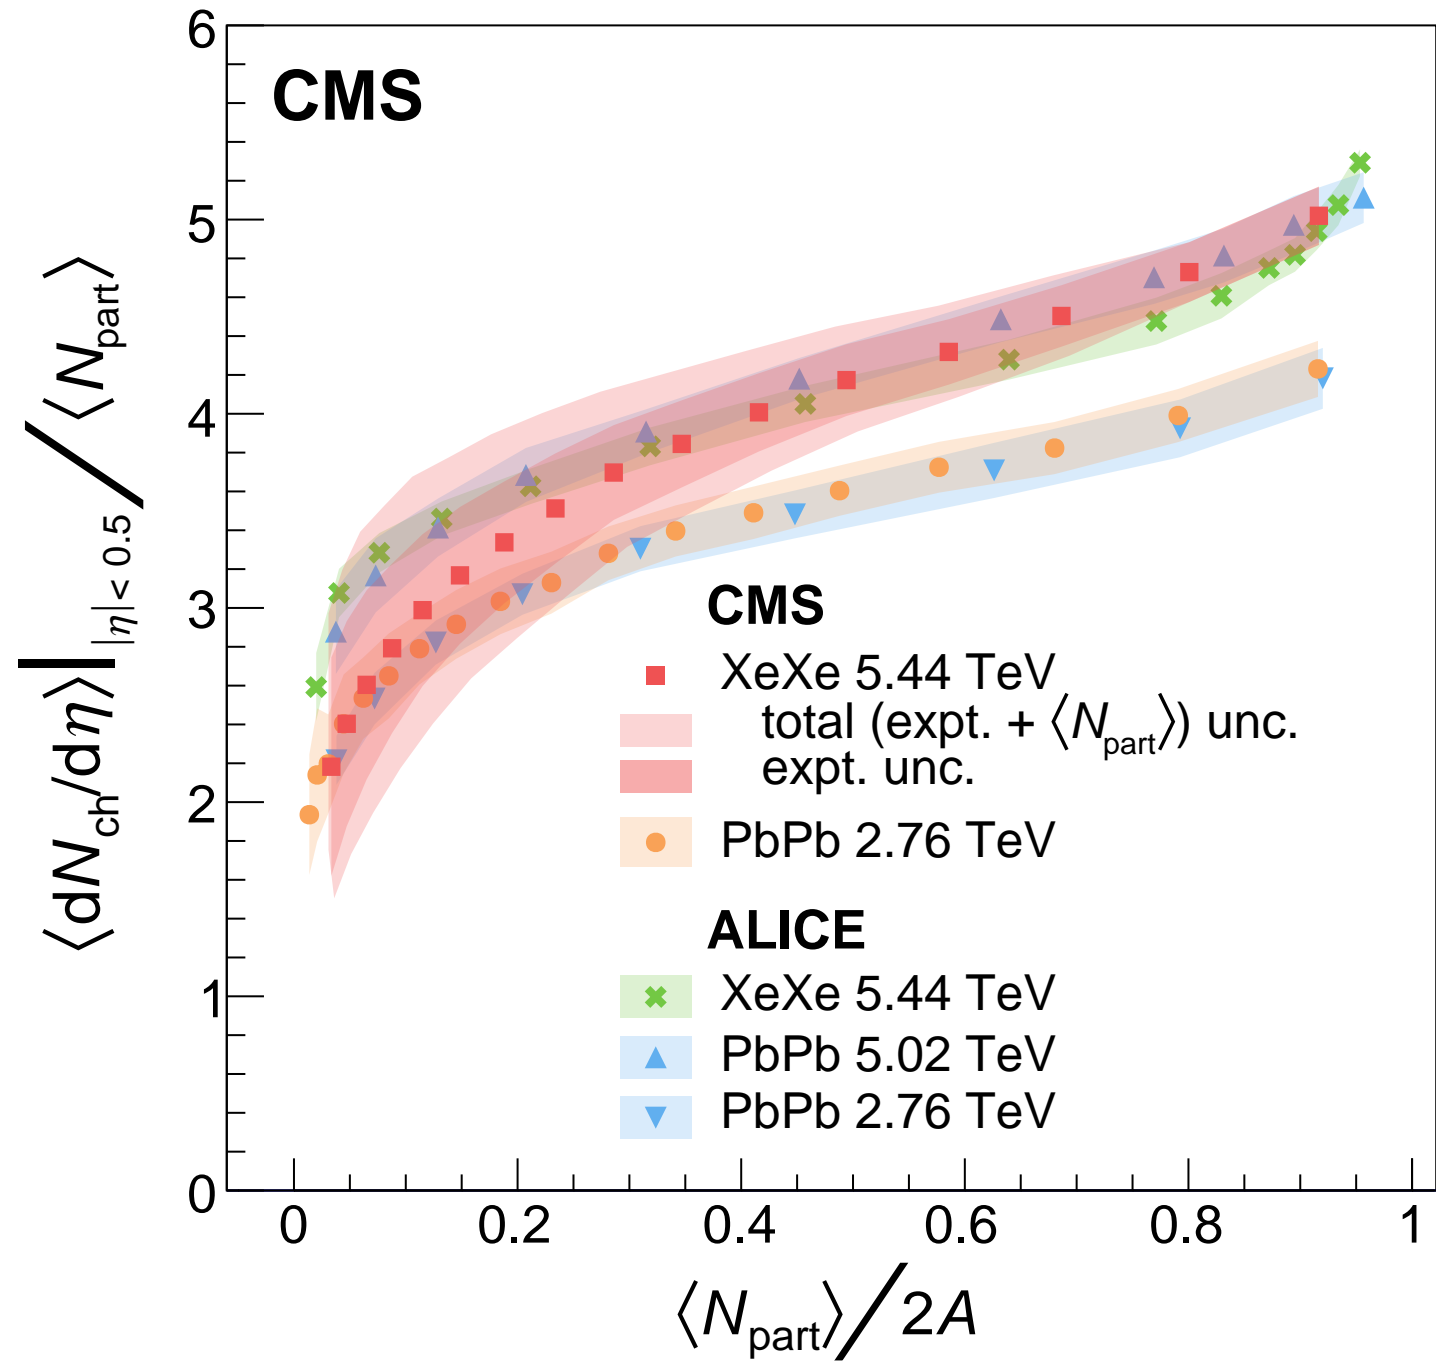 6
CMS
5
4
3
2
1
0
⟨dN_ch/dη⟩| |η|< 0.5 / ⟨N_part⟩
CMS
XeXe 5.44 TeV
total (expt. + ⟨N_part⟩) unc.
expt. unc.
PbPb 2.76 TeV
ALICE
XeXe 5.44 TeV
PbPb 5.02 TeV
PbPb 2.76 TeV
0 0.2 0.4 0.6 0.8 1
⟨N_part⟩/2A